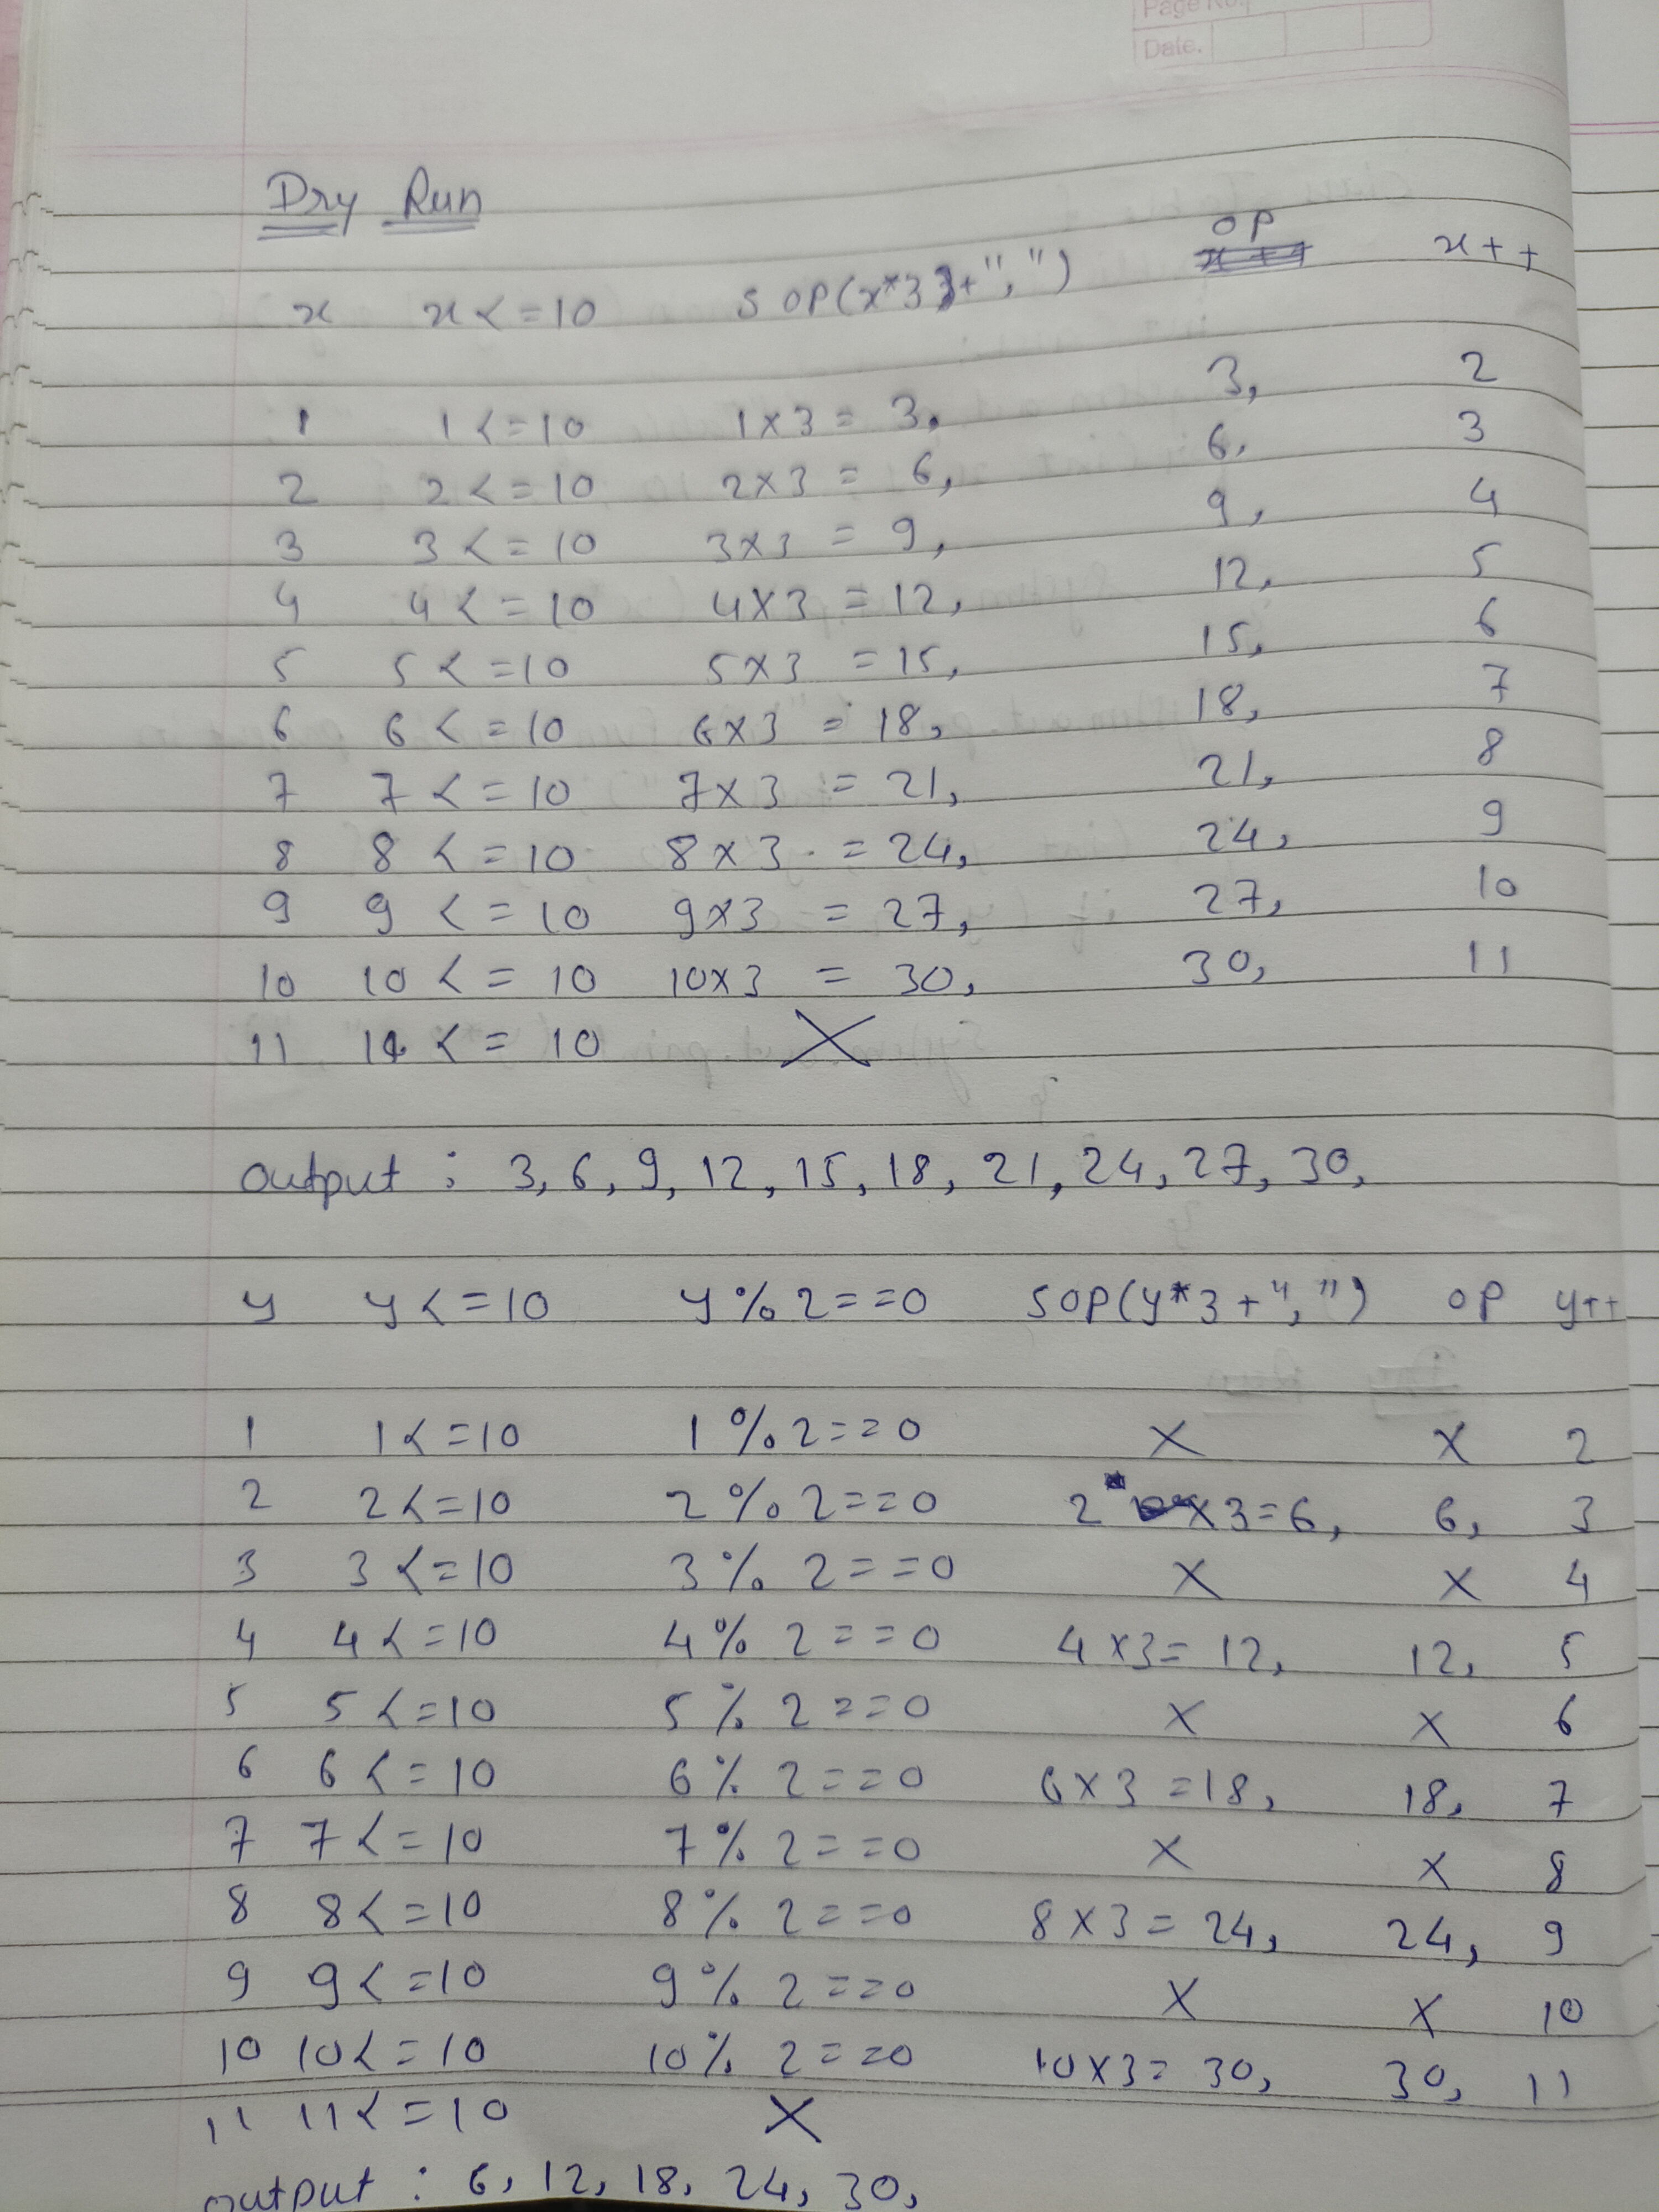 Page No.
Date.
Dry Run
x x<=10 SOP(x*3+",") OP x++
1 1<=10 1x3= 3, 3, 2
2 2<=10 2x3= 6, 6, 3
3 3<=10 3x3= 9, 9, 4
4 4<=10 4x3=12, 12, 5
5 5<=10 5x3=15, 15, 6
6 6<=10 6x3=18, 18, 7
7 7<=10 7x3=21, 21, 8
8 8<=10 8x3=24, 24, 9
9 9<=10 9x3=27, 27, 10
10 10<=10 10x3=30, 30, 11
11 11<=10 X
output : 3, 6, 9, 12, 15, 18, 21, 24, 27, 30,
y y<=10 y%2==0 SOP(y*3+",") OP y++
1 1<=10 1%2==0 X X 2
2 2<=10 2%2==0 2x3=6, 6, 3
3 3<=10 3%2==0 X X 4
4 4<=10 4%2==0 4x3=12, 12, 5
5 5<=10 5%2==0 X X 6
6 6<=10 6%2==0 6x3=18, 18, 7
7 7<=10 7%2==0 X X 8
8 8<=10 8%2==0 8x3=24, 24, 9
9 9<=10 9%2==0 X X 10
10 10<=10 10%2==0 10x3=30, 30, 11
11 11<=10 X
output : 6, 12, 18, 24, 30,